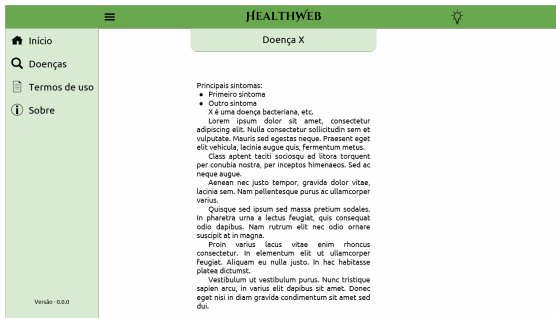 HEALTHWEB
Início
Doenças
Termos de uso
Sobre
Versão - 0.0.0
Doença X
Principais sintomas:
• Primeiro sintoma
• Outro sintoma
X é uma doença bacteriana, etc.
Lorem ipsum dolor sit amet, consectetur
adipiscing elit. Nulla consectetur sollicitudin sem et
vulputate. Mauris sed egestas neque. Praesent eget
elit vehicula, lacinia augue quis, fermentum metus.
Class aptent taciti sociosqu ad litora torquent
per conubia nostra, per inceptos himenaeos. Sed ac
neque augue.
Aenean nec justo tempor, gravida dolor vitae,
lacinia sem. Nam pellentesque purus ac ullamcorper
varius.
Quisque sed ipsum sed massa pretium sodales.
In pharetra urna a lectus feugiat, quis consequat
odio dapibus. Nam rutrum elit nec odio ornare
suscipit at in magna.
Proin varius lacus vitae enim rhoncus
consectetur. In elementum elit ut ullamcorper
feugiat. Aliquam eu nulla justo. In hac habitasse
platea dictumst.
Vestibulum ut vestibulum purus. Nunc tristique
sapien arcu, in varius elit dapibus sit amet. Donec
eget nisi in diam gravida condimentum sit amet sed
dui.